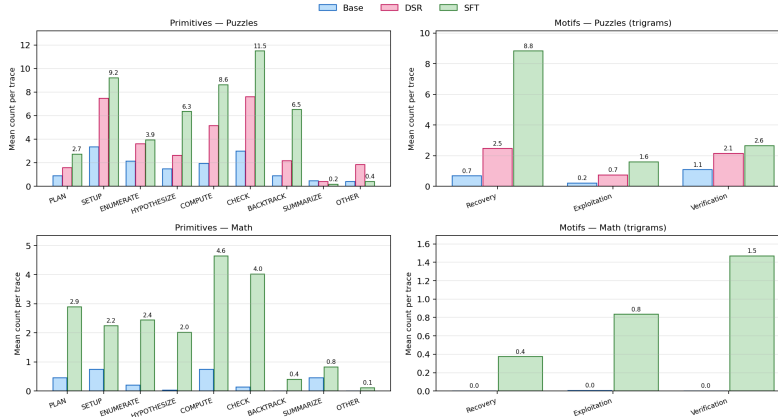 Base DSR SFT
Primitives — Puzzles
Mean count per trace
12
10
8
6
4
2
0
2.7
9.2
3.9
6.3
8.6
11.5
6.5
0.2
0.4
PLAN
SETUP
ENUMERATE
HYPOTHESIZE
COMPUTE
CHECK
BACKTRACK
SUMMARIZE
OTHER
Motifs — Puzzles (trigrams)
Mean count per trace
10
8
6
4
2
0
0.7
2.5
8.8
0.2
0.7
1.6
1.1
2.1
2.6
Recovery
Exploitation
Verification
Primitives — Math
Mean count per trace
5
4
3
2
1
0
2.9
2.2
2.4
2.0
4.6
4.0
0.4
0.8
0.1
PLAN
SETUP
ENUMERATE
HYPOTHESIZE
COMPUTE
CHECK
BACKTRACK
SUMMARIZE
OTHER
Motifs — Math (trigrams)
Mean count per trace
1.6
1.4
1.2
1.0
0.8
0.6
0.4
0.2
0.0
0.0
0.4
0.0
0.8
0.0
1.5
Recovery
Exploitation
Verification